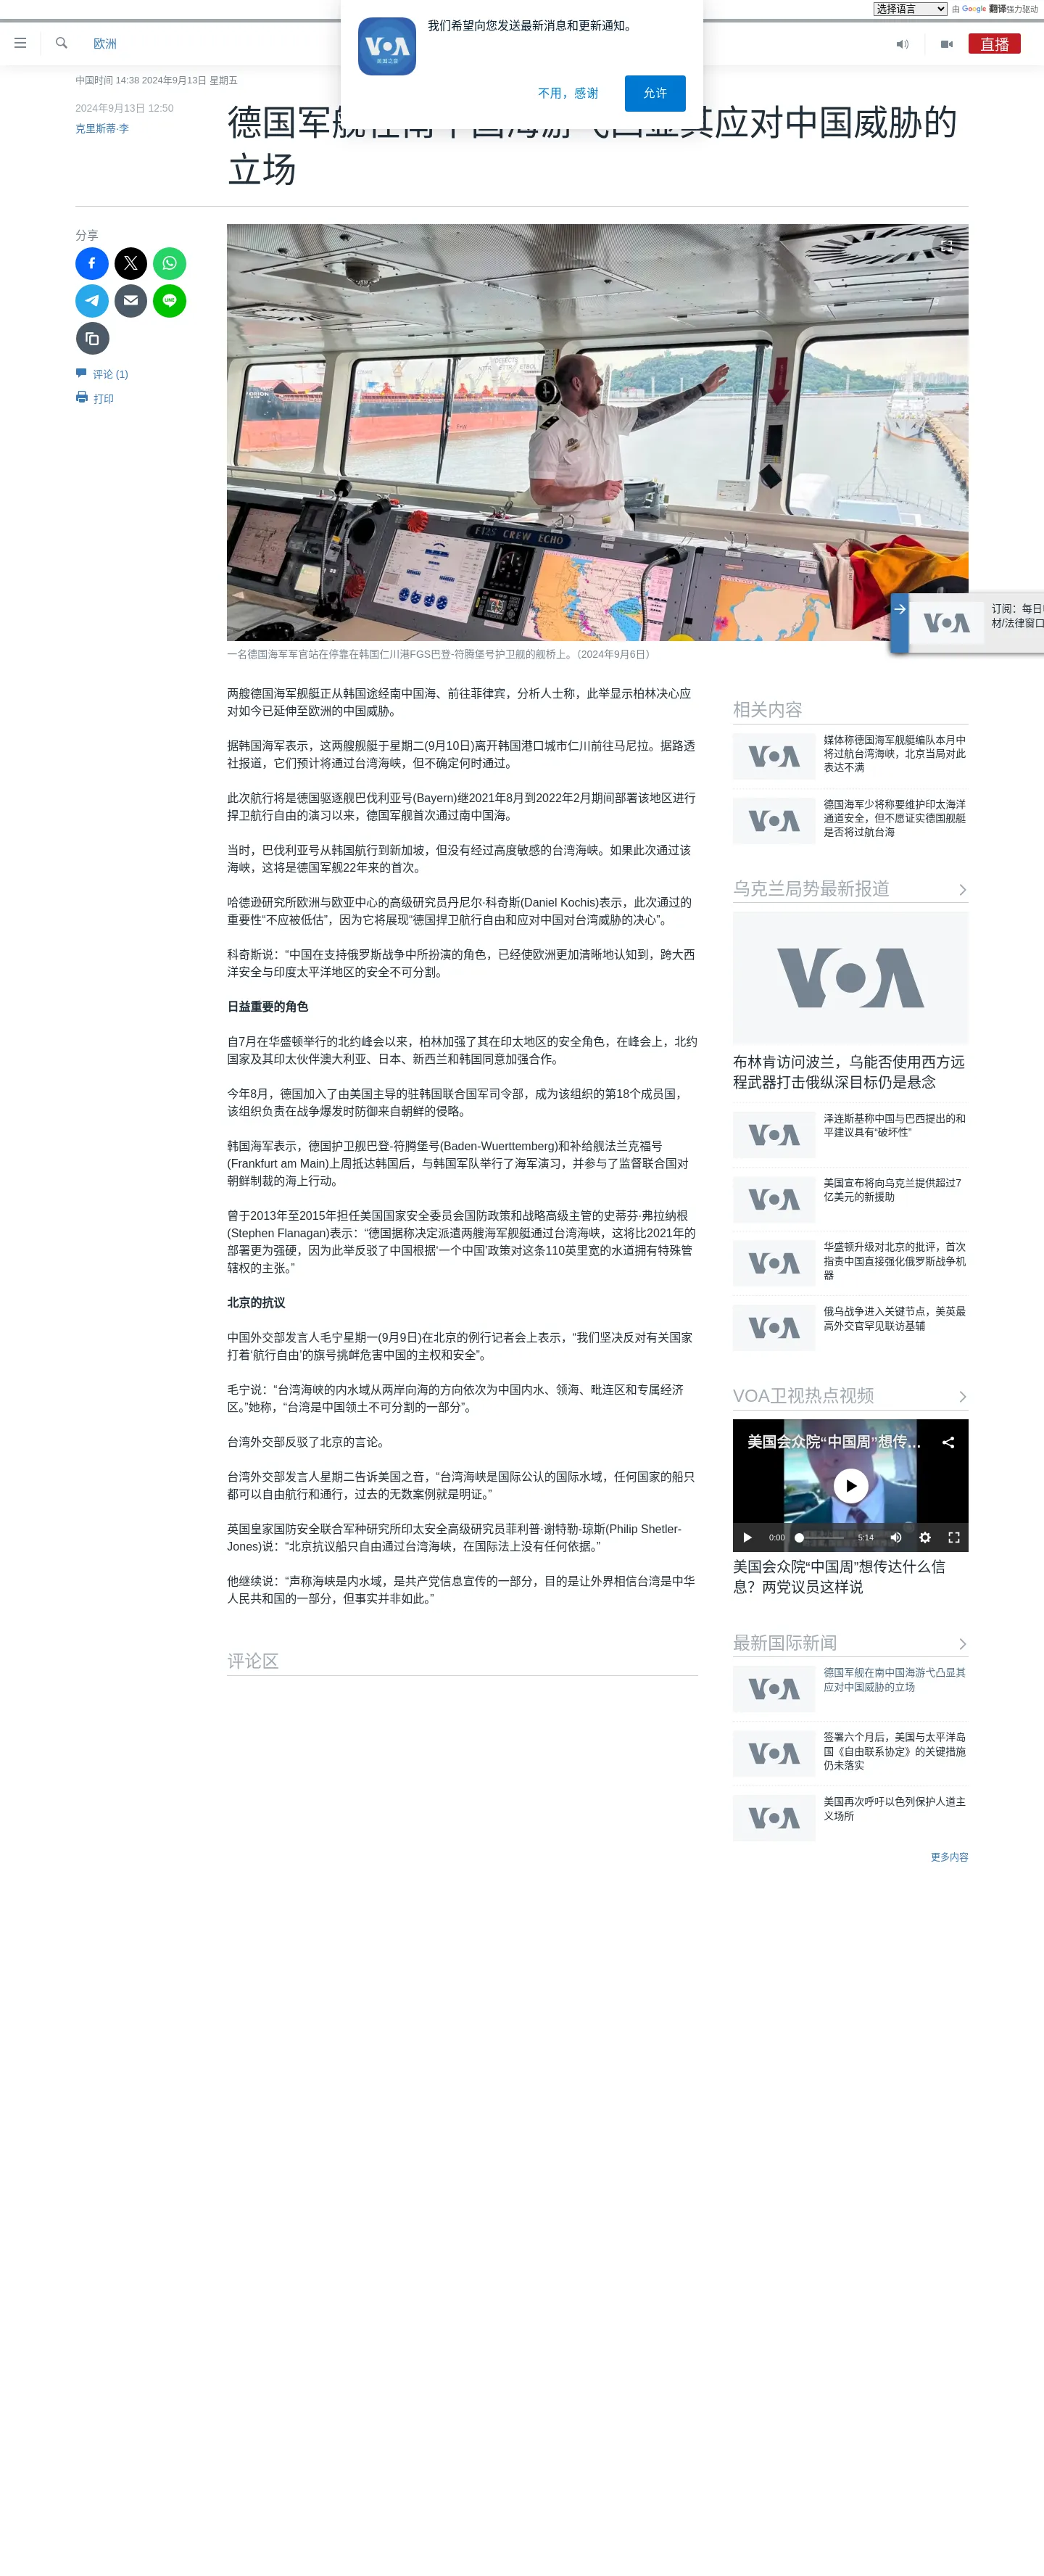 选择语言
由 Google 翻译强力驱动
我们希望向您发送最新消息和更新通知。
VOA
美国之音
不用，感谢
允许
欧洲
直播
中国时间 14:38 2024年9月13日 星期五
2024年9月13日 12:50
克里斯蒂·李
德国军舰在南中国海游弋凸显其应对中国威胁的
立场
分享
评论 (1)
打印
F125 CREW ECHO
一名德国海军军官站在停靠在韩国仁川港FGS巴登-符腾堡号护卫舰的舰桥上。（2024年9月6日）
VOA
订阅：每日
材/法律窗口
两艘德国海军舰艇正从韩国途经南中国海、前往菲律宾，分析人士称，此举显示柏林决心应
对如今已延伸至欧洲的中国威胁。
据韩国海军表示，这两艘舰艇于星期二(9月10日)离开韩国港口城市仁川前往马尼拉。据路透
社报道，它们预计将通过台湾海峡，但不确定何时通过。
此次航行将是德国驱逐舰巴伐利亚号(Bayern)继2021年8月到2022年2月期间部署该地区进行
捍卫航行自由的演习以来，德国军舰首次通过南中国海。
当时，巴伐利亚号从韩国航行到新加坡，但没有经过高度敏感的台湾海峡。如果此次通过该
海峡，这将是德国军舰22年来的首次。
哈德逊研究所欧洲与欧亚中心的高级研究员丹尼尔·科奇斯(Daniel Kochis)表示，此次通过的
重要性“不应被低估”，因为它将展现“德国捍卫航行自由和应对中国对台湾威胁的决心”。
科奇斯说：“中国在支持俄罗斯战争中所扮演的角色，已经使欧洲更加清晰地认知到，跨大西
洋安全与印度太平洋地区的安全不可分割。
日益重要的角色
自7月在华盛顿举行的北约峰会以来，柏林加强了其在印太地区的安全角色，在峰会上，北约
国家及其印太伙伴澳大利亚、日本、新西兰和韩国同意加强合作。
今年8月，德国加入了由美国主导的驻韩国联合国军司令部，成为该组织的第18个成员国，
该组织负责在战争爆发时防御来自朝鲜的侵略。
韩国海军表示，德国护卫舰巴登-符腾堡号(Baden-Wuerttemberg)和补给舰法兰克福号
(Frankfurt am Main)上周抵达韩国后，与韩国军队举行了海军演习，并参与了监督联合国对
朝鲜制裁的海上行动。
曾于2013年至2015年担任美国国家安全委员会国防政策和战略高级主管的史蒂芬·弗拉纳根
(Stephen Flanagan)表示：“德国据称决定派遣两艘海军舰艇通过台湾海峡，这将比2021年的
部署更为强硬，因为此举反驳了中国根据‘一个中国’政策对这条110英里宽的水道拥有特殊管
辖权的主张。”
北京的抗议
中国外交部发言人毛宁星期一(9月9日)在北京的例行记者会上表示，“我们坚决反对有关国家
打着‘航行自由’的旗号挑衅危害中国的主权和安全”。
毛宁说：“台湾海峡的内水域从两岸向海的方向依次为中国内水、领海、毗连区和专属经济
区。”她称，“台湾是中国领土不可分割的一部分”。
台湾外交部反驳了北京的言论。
台湾外交部发言人星期二告诉美国之音，“台湾海峡是国际公认的国际水域，任何国家的船只
都可以自由航行和通行，过去的无数案例就是明证。”
英国皇家国防安全联合军种研究所印太安全高级研究员菲利普·谢特勒-琼斯(Philip Shetler-
Jones)说：“北京抗议船只自由通过台湾海峡，在国际法上没有任何依据。”
他继续说：“声称海峡是内水域，是共产党信息宣传的一部分，目的是让外界相信台湾是中华
人民共和国的一部分，但事实并非如此。”
评论区
相关内容
VOA
媒体称德国海军舰艇编队本月中
将过航台湾海峡，北京当局对此
表达不满
VOA
德国海军少将称要维护印太海洋
通道安全，但不愿证实德国舰艇
是否将过航台海
乌克兰局势最新报道
VOA
布林肯访问波兰，乌能否使用西方远
程武器打击俄纵深目标仍是悬念
VOA
泽连斯基称中国与巴西提出的和
平建议具有“破坏性”
VOA
美国宣布将向乌克兰提供超过7
亿美元的新援助
VOA
华盛顿升级对北京的批评，首次
指责中国直接强化俄罗斯战争机
器
VOA
俄乌战争进入关键节点，美英最
高外交官罕见联访基辅
VOA卫视热点视频
美国会众院“中国周”想传...
0:00
5:14
美国会众院“中国周”想传达什么信
息？两党议员这样说
最新国际新闻
VOA
德国军舰在南中国海游弋凸显其
应对中国威胁的立场
VOA
签署六个月后，美国与太平洋岛
国《自由联系协定》的关键措施
仍未落实
VOA
美国再次呼吁以色列保护人道主
义场所
更多内容